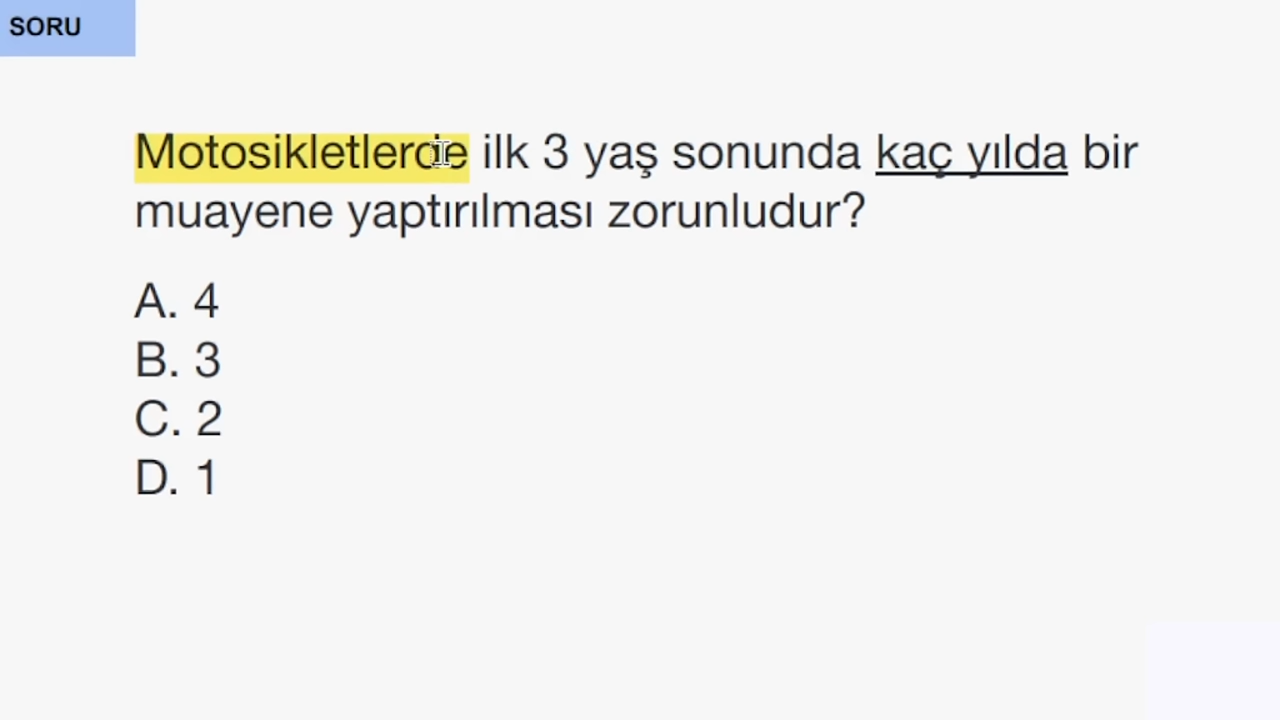 SORU
Motosikletlerde ilk 3 yaş sonunda kaç yılda bir
muayene yaptırılması zorunludur?
A. 4
B. 3
C. 2
D. 1